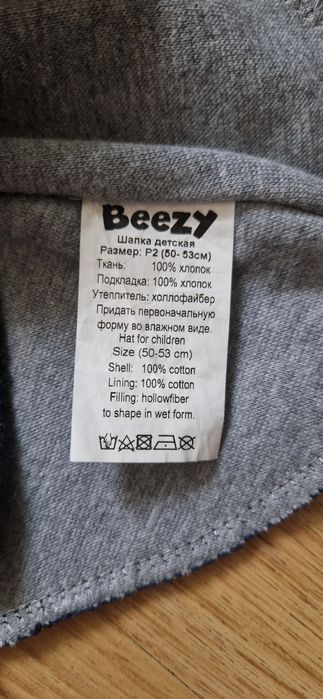 Beezy
Шапка детская
Размер: Р2 (50- 53см)
Ткань: 100% хлопок
Подкладка: 100% хлопок
Утеплитель: холлофайбер
Придать первоначальную
форму во влажном виде.
Hat for children
Size (50-53 cm)
Shell: 100% cotton
Lining: 100% cotton
Filling: hollowfiber
to shape in wet form.